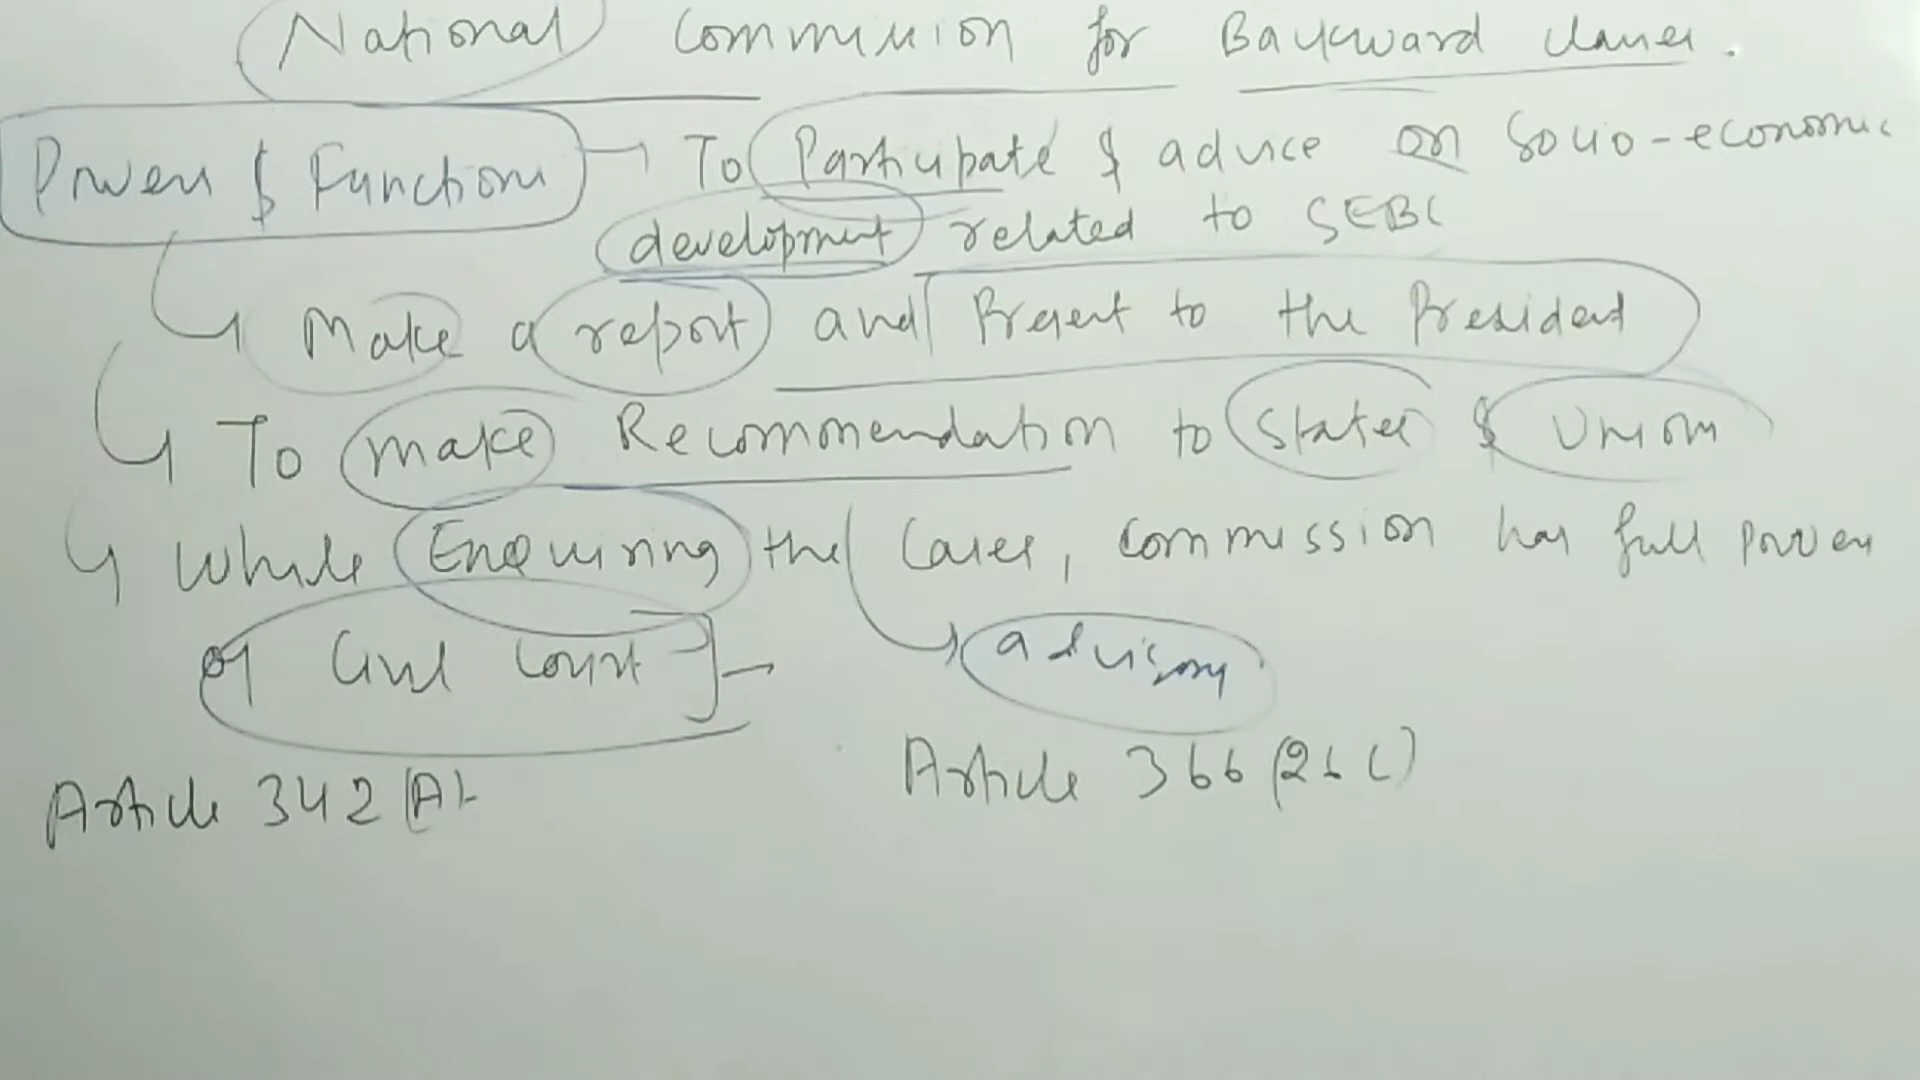 National Commission for Backward classes.
Powers & Functions → To Participate & advice on Socio-economic
development related to SEBC
Make a report and Present to the President
To make Recommendation to States & Union
While Enquiring the Cases, Commission has full powers
of Civil Court
advisory
Article 366 (26 C)
Article 342 (A)